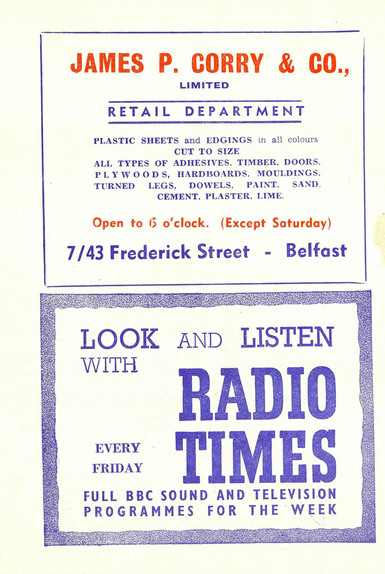 JAMES P. CORRY & CO.,
LIMITED
RETAIL DEPARTMENT
PLASTIC SHEETS and EDGINGS in all colours
CUT TO SIZE
ALL TYPES OF ADHESIVES, TIMBER, DOORS,
PLYWOODS, HARDBOARDS, MOULDINGS,
TURNED LEGS, DOWELS, PAINT, SAND,
CEMENT, PLASTER, LIME.
Open to 6 o'clock. (Except Saturday)
7/43 Frederick Street - Belfast
LOOK AND LISTEN
WITH
RADIO
TIMES
EVERY
FRIDAY
FULL BBC SOUND AND TELEVISION
PROGRAMMES FOR THE WEEK